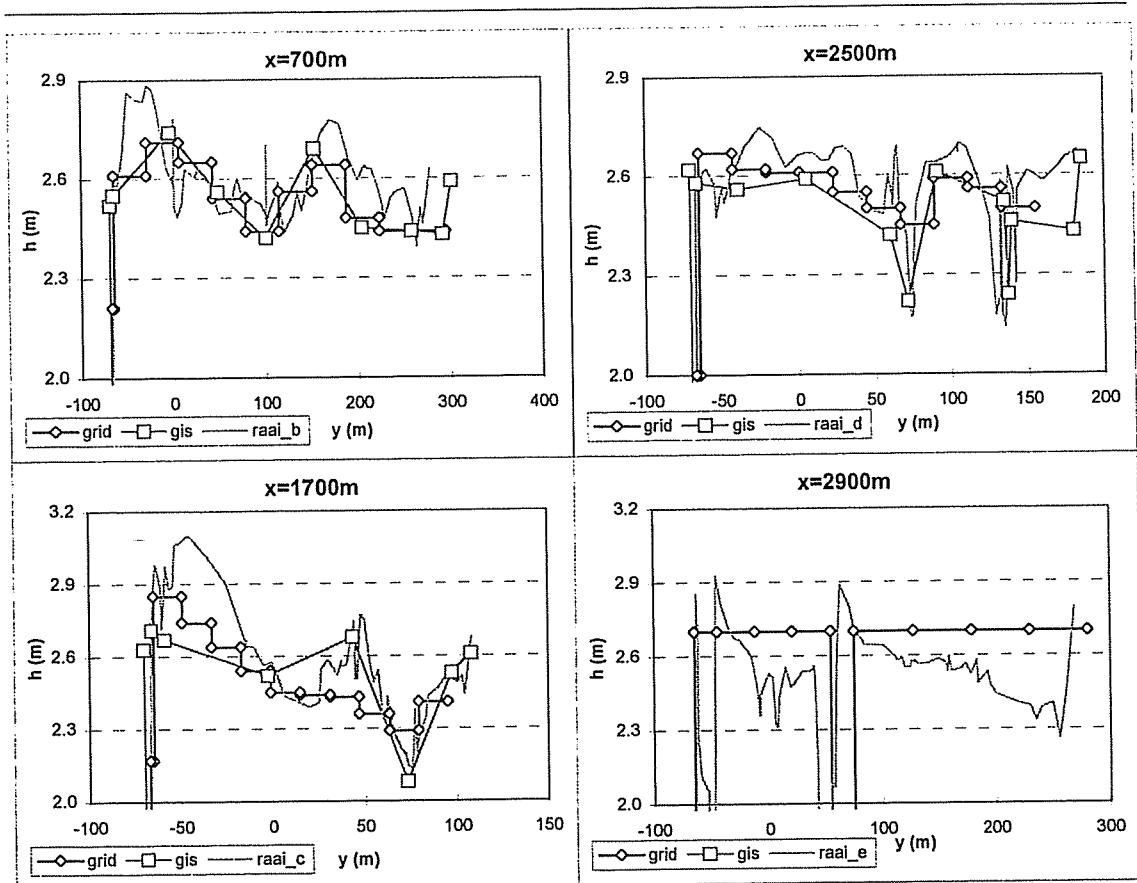 x=700m
2.9
2.6
2.3
2.0
h (m)
-100 0 100 200 300 400
grid gis raai_b y (m)
x=2500m
2.9
2.6
2.3
2.0
h (m)
-100 -50 0 50 100 150 200
grid gis raai_d y (m)
x=1700m
3.2
2.9
2.6
2.3
2.0
h (m)
-100 -50 0 50 100 150
grid gis raai_c y (m)
x=2900m
3.2
2.9
2.6
2.3
2.0
h (m)
-100 0 100 200 300
grid gis raai_e y (m)